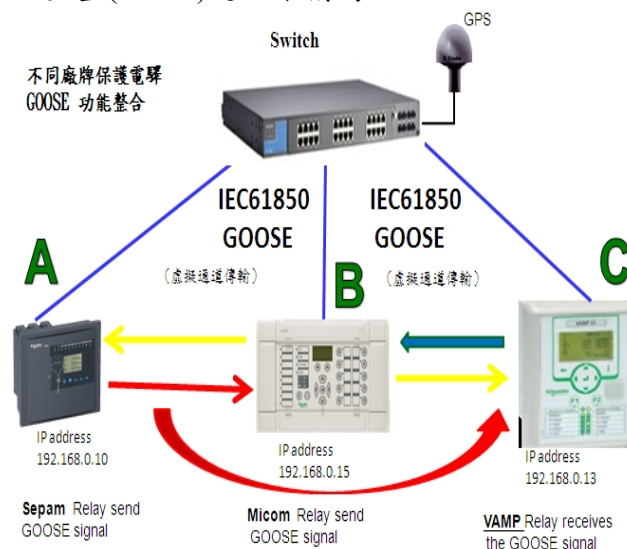 Switch
GPS
不同廠牌保護電驛
GOOSE 功能整合
IEC61850
GOOSE
(虛擬通道傳輸)
IEC61850
GOOSE
(虛擬通道傳輸)
A
B
C
VAMP
IP address
192.168.0.10
IP address
192.168.0.15
IP address
192.168.0.13
Sepam Relay send
GOOSE signal
Micom Relay send
GOOSE signal
VAMP Relay receives
the GOOSE signal